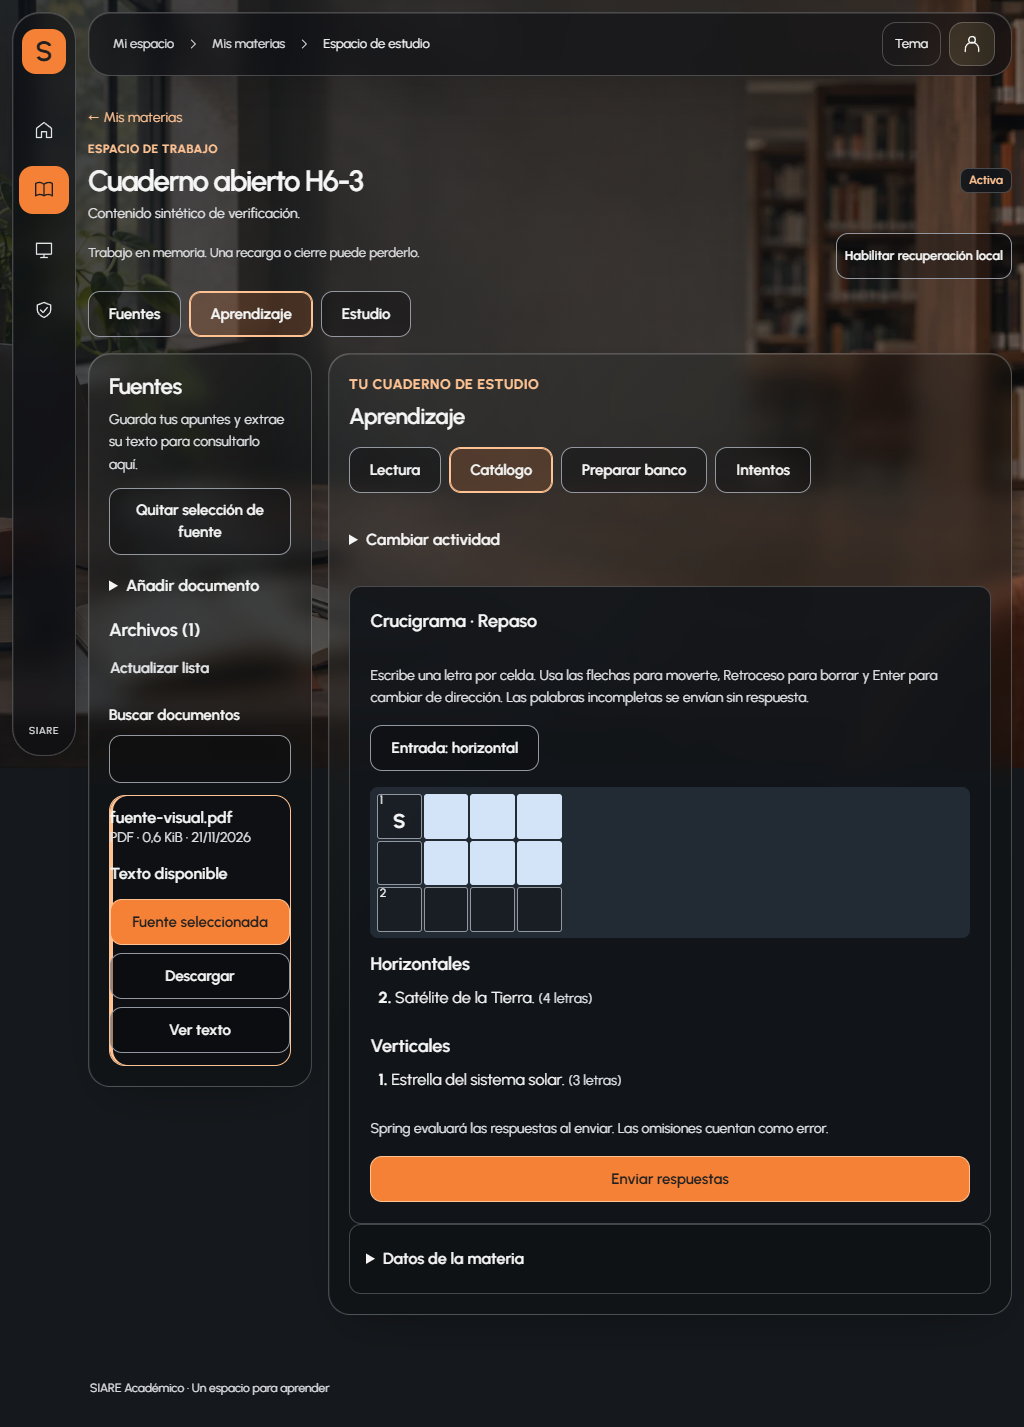 S
Mi espacio > Mis materias > Espacio de estudio
Tema
← Mis materias
ESPACIO DE TRABAJO
Cuaderno abierto H6-3
Activa
Contenido sintético de verificación.
Trabajo en memoria. Una recarga o cierre puede perderlo.
Habilitar recuperación local
Fuentes
Aprendizaje
Estudio
Fuentes
Guarda tus apuntes y extrae
su texto para consultarlo
aquí.
Quitar selección de
fuente
Añadir documento
Archivos (1)
Actualizar lista
Buscar documentos
fuente-visual.pdf
PDF · 0,6 KiB · 21/11/2026
Texto disponible
Fuente seleccionada
Descargar
Ver texto
SIARE
TU CUADERNO DE ESTUDIO
Aprendizaje
Lectura
Catálogo
Preparar banco
Intentos
Cambiar actividad
Crucigrama · Repaso
Escribe una letra por celda. Usa las flechas para moverte, Retroceso para borrar y Enter para
cambiar de dirección. Las palabras incompletas se envían sin respuesta.
Entrada: horizontal
1
S
2
Horizontales
2. Satélite de la Tierra. (4 letras)
Verticales
1. Estrella del sistema solar. (3 letras)
Spring evaluará las respuestas al enviar. Las omisiones cuentan como error.
Enviar respuestas
Datos de la materia
SIARE Académico · Un espacio para aprender